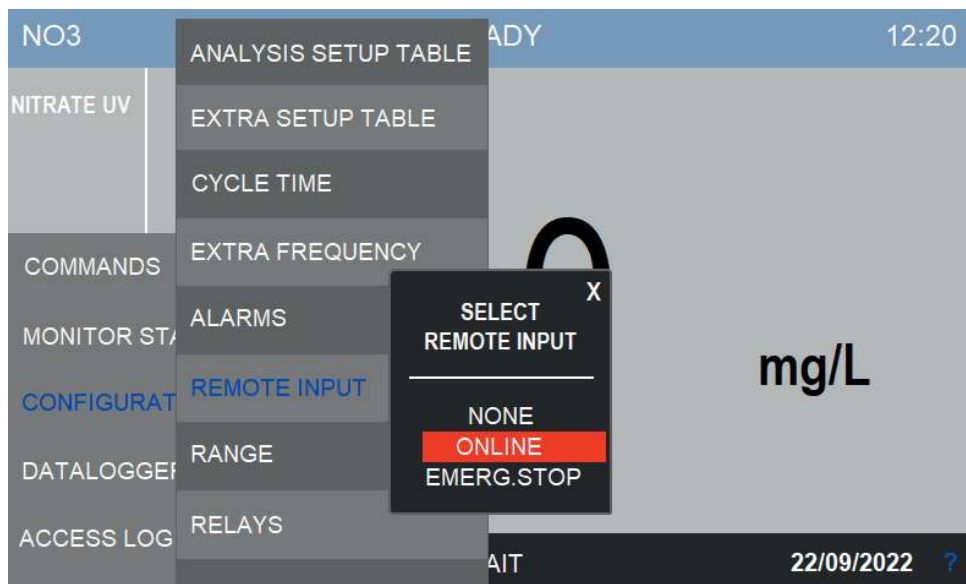 NO3
ADY
12:20
NITRATE UV
COMMANDS
MONITOR STA
CONFIGURAT
DATALOGGER
ACCESS LOG
ANALYSIS SETUP TABLE
EXTRA SETUP TABLE
CYCLE TIME
EXTRA FREQUENCY
ALARMS
REMOTE INPUT
RANGE
RELAYS
X
SELECT
REMOTE INPUT
NONE
ONLINE
EMERG.STOP
mg/L
AIT
22/09/2022 ?